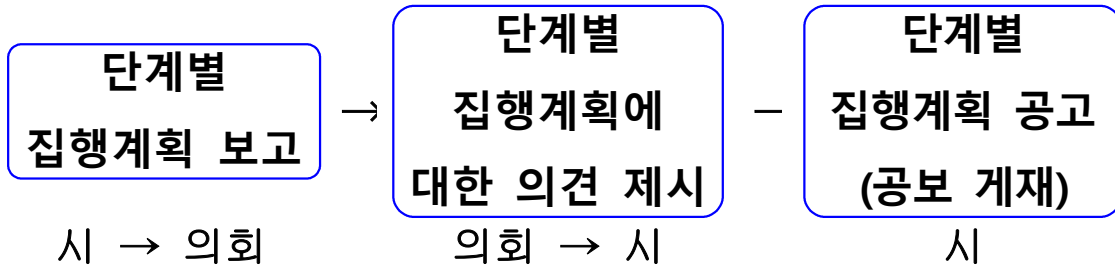 단계별
집행계획 보고
시 → 의회
→
단계별
집행계획에
대한 의견 제시
의회 → 시
–
단계별
집행계획 공고
(공보 게재)
시